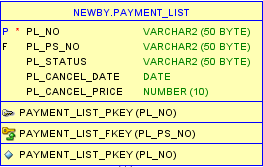 NEWBY.PAYMENT_LIST
P * PL_NO VARCHAR2 (50 BYTE)
F PL_PS_NO VARCHAR2 (50 BYTE)
PL_STATUS VARCHAR2 (50 BYTE)
PL_CANCEL_DATE DATE
PL_CANCEL_PRICE NUMBER (10)
PAYMENT_LIST_PKEY (PL_NO)
PAYMENT_LIST_FKEY (PL_PS_NO)
PAYMENT_LIST_PKEY (PL_NO)